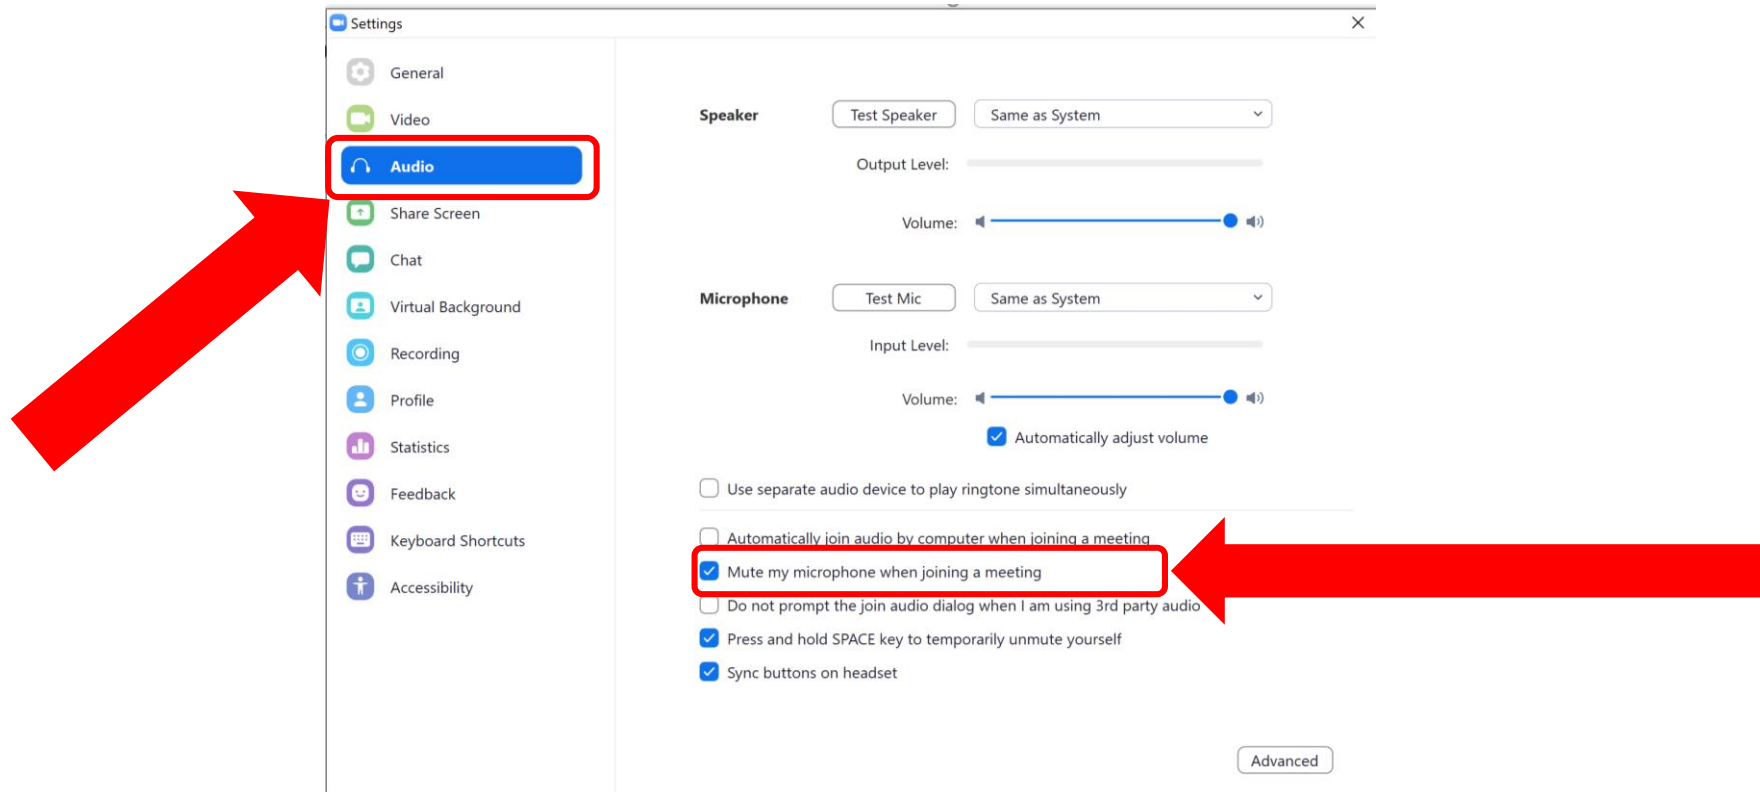 Settings
General
Video
Audio
Share Screen
Chat
Virtual Background
Recording
Profile
Statistics
Feedback
Keyboard Shortcuts
Accessibility
Speaker Test Speaker Same as System
Output Level:
Volume:
Microphone Test Mic Same as System
Input Level:
Volume:
Automatically adjust volume
Use separate audio device to play ringtone simultaneously
Automatically join audio by computer when joining a meeting
Mute my microphone when joining a meeting
Do not prompt the join audio dialog when I am using 3rd party audio
Press and hold SPACE key to temporarily unmute yourself
Sync buttons on headset
Advanced